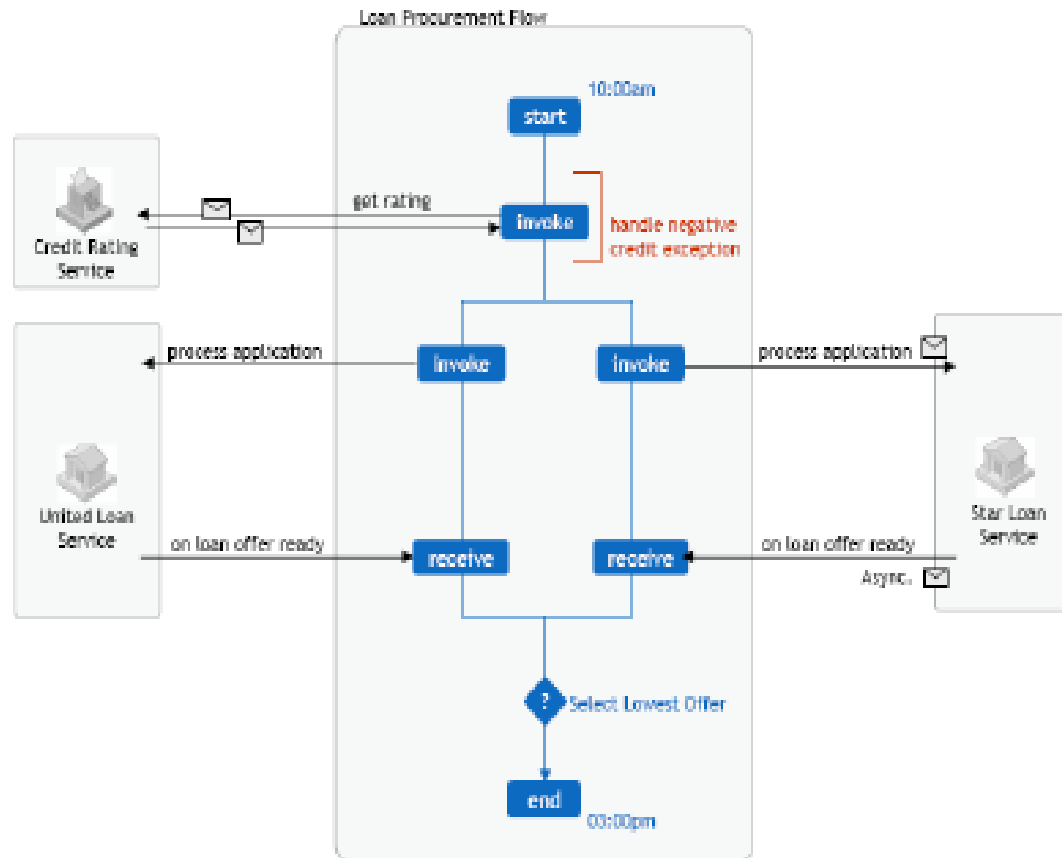 Loan Procurement Flow
10:00am
start
get rating
invoke
handle negative
credit exception
Credit Rating
Service
process application
invoke
invoke
process application
United Loan
Service
Star Loan
Service
on loan offer ready
receive
receive
on loan offer ready
Async.
?
Select Lowest Offer
end
03:00pm